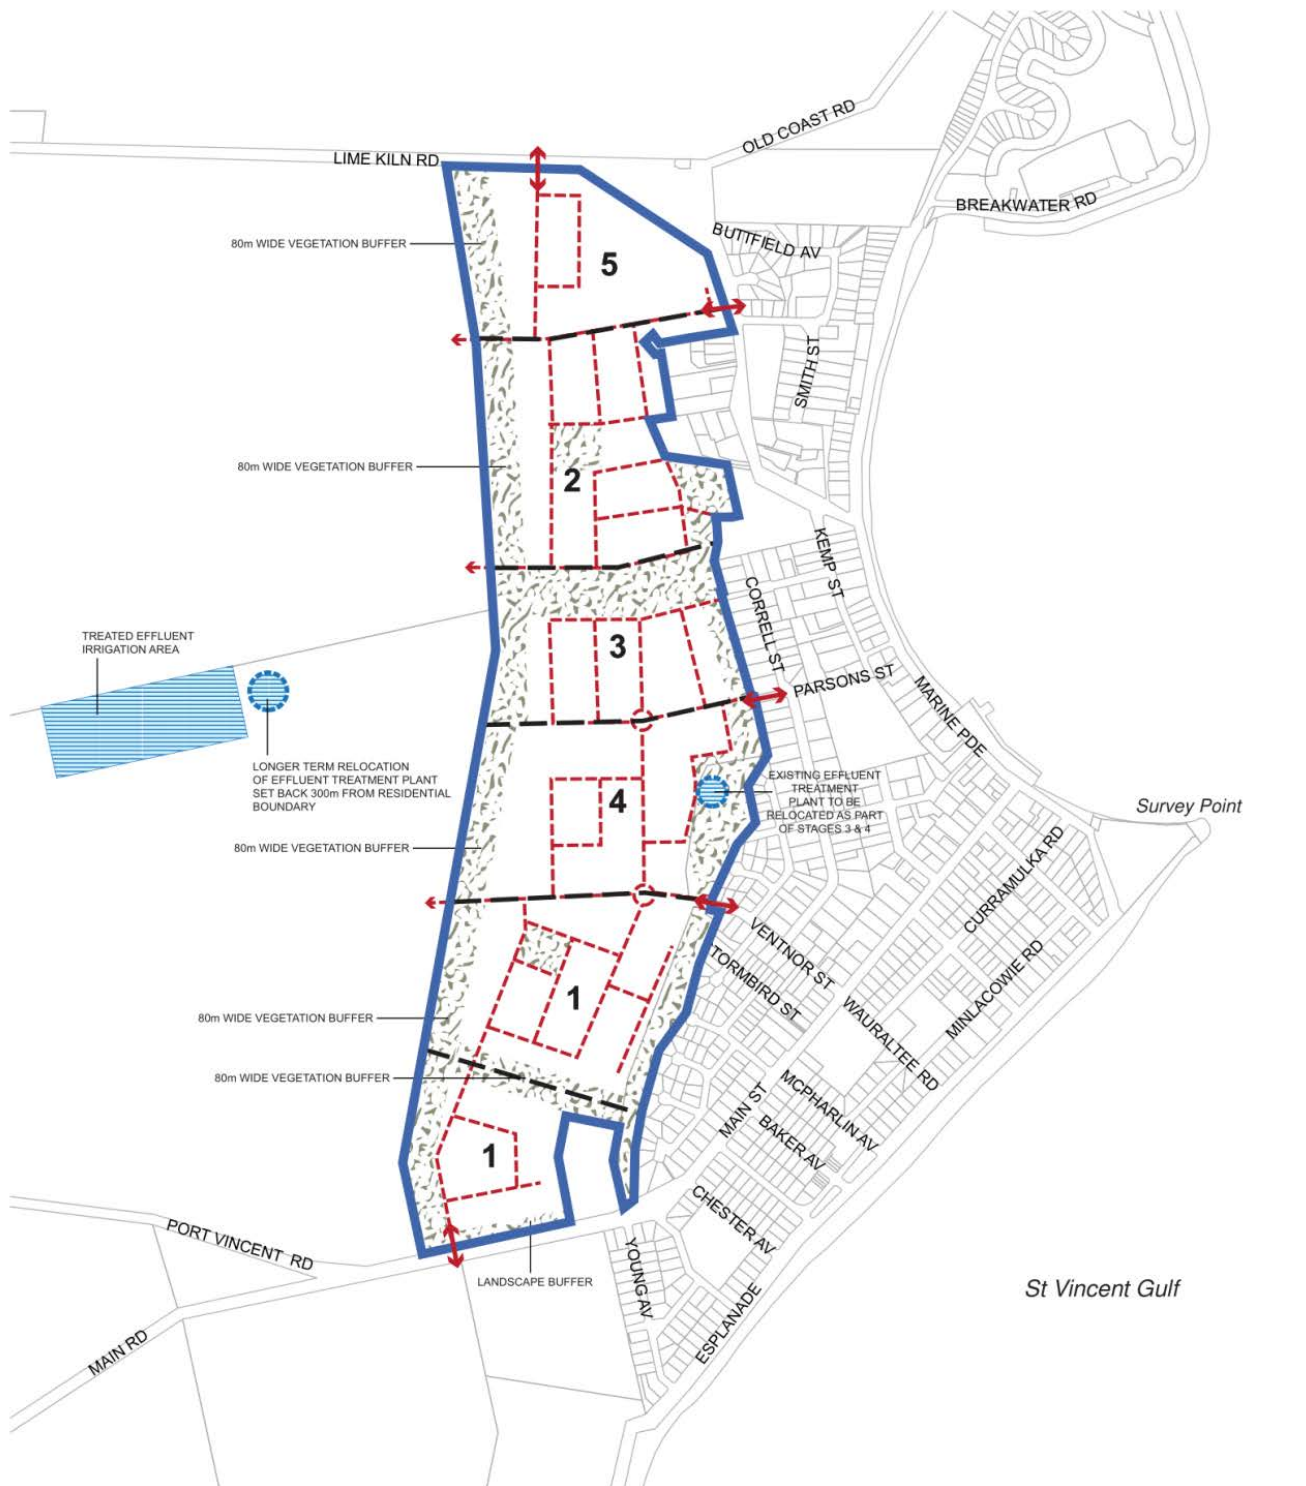 OLD COAST RD
LIME KILN RD
BREAKWATER RD
BUTTFIELD AV
80m WIDE VEGETATION BUFFER
5
SMITH ST
80m WIDE VEGETATION BUFFER
2
KEMP ST
CORRELL ST
TREATED EFFLUENT
IRRIGATION AREA
3
PARSONS ST
MARINE PDE
LONGER TERM RELOCATION
OF EFFLUENT TREATMENT PLANT
SET BACK 300m FROM RESIDENTIAL
BOUNDARY
EXISTING EFFLUENT
TREATMENT
PLANT TO BE
RELOCATED AS PART
OF STAGES 3 & 4
4
Survey Point
80m WIDE VEGETATION BUFFER
CURRAMULKA RD
VENTNOR ST
TORMBIRD ST
MINLACOWIE RD
1
80m WIDE VEGETATION BUFFER
WAURALTEE RD
80m WIDE VEGETATION BUFFER
MAIN ST
MCPHARLIN AV
BAKER AV
1
CHESTER AV
PORT VINCENT RD
YOUNG AV
LANDSCAPE BUFFER
St Vincent Gulf
ESPLANADE
MAIN RD